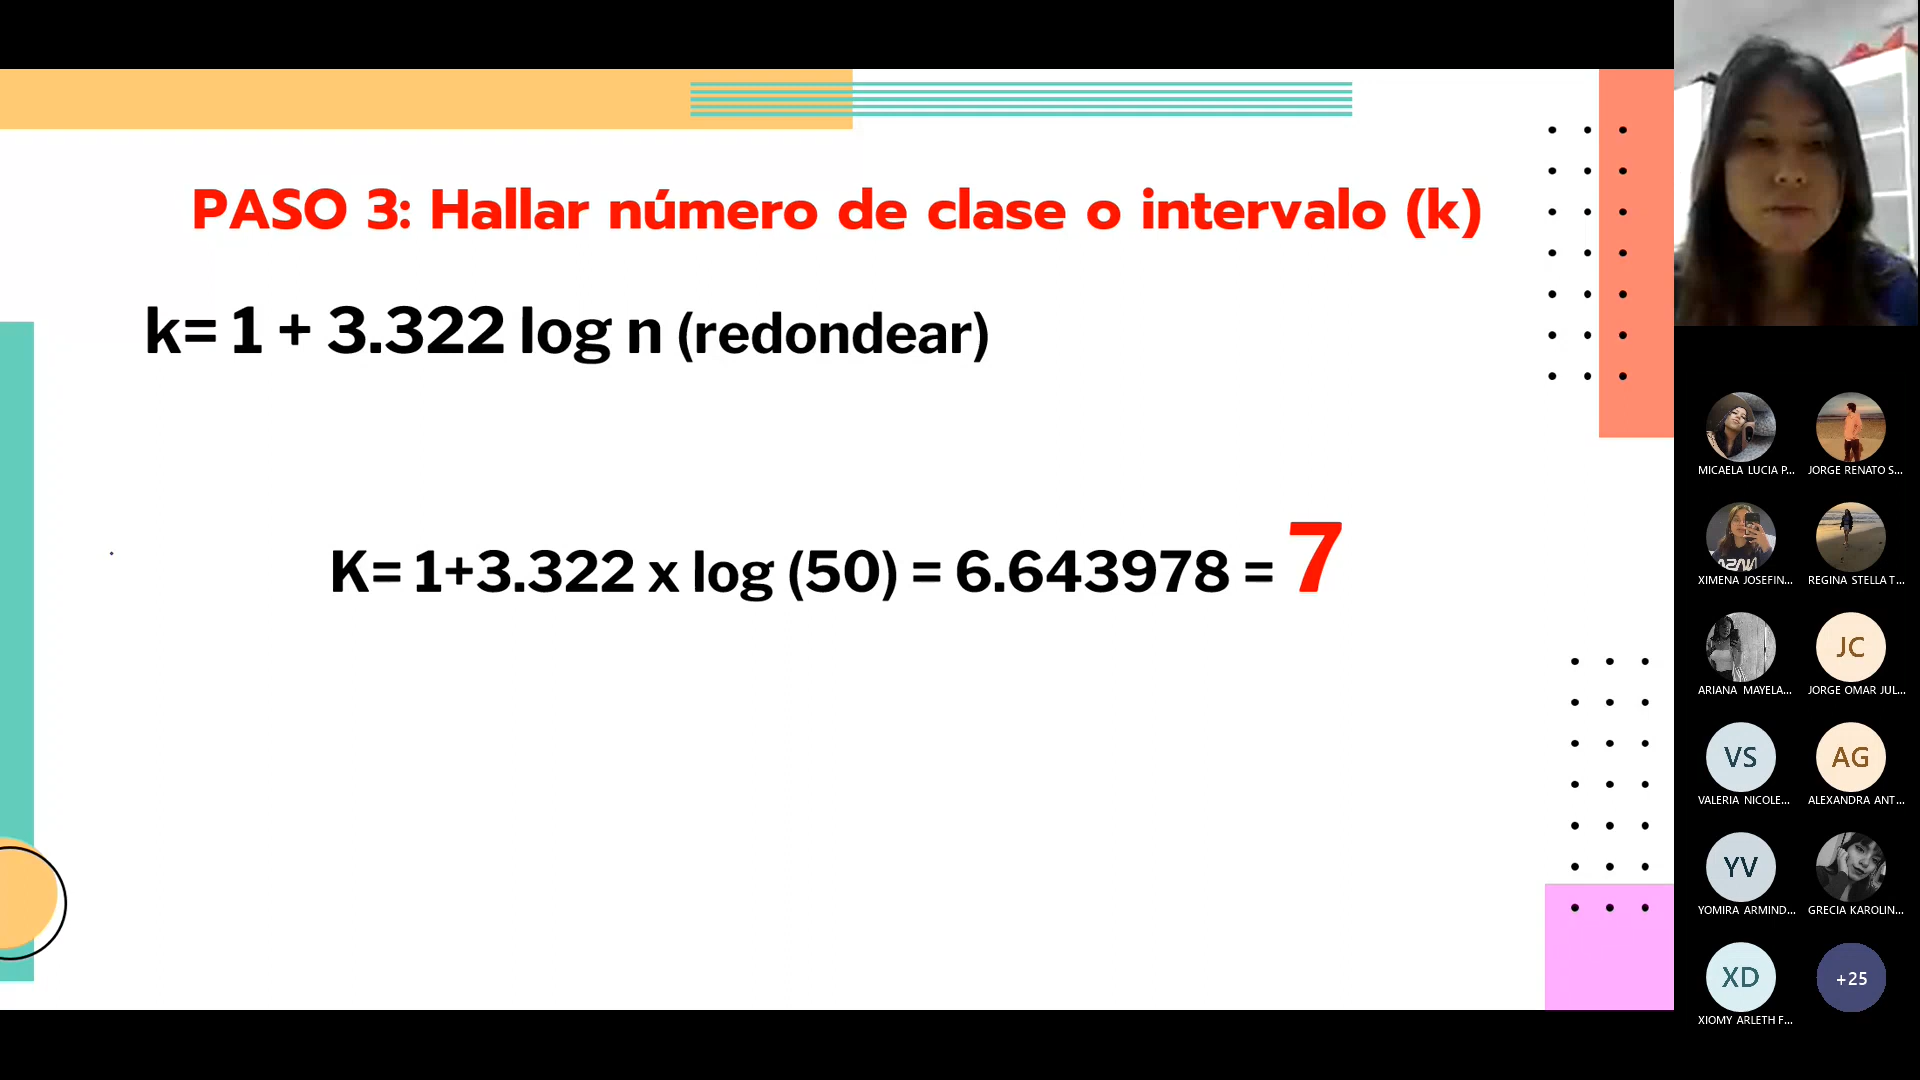 PASO 3: Hallar número de clase o intervalo (k)
k= 1 + 3.322 log n (redondear)
K= 1+3.322 x log (50) = 6.643978 = 7
MICAELA LUCIA P...
JORGE RENATO S...
XIMENA JOSEFIN...
REGINA STELLA T...
ARIANA MAYELA...
JC
JORGE OMAR JUL...
VS
VALERIA NICOLE...
AG
ALEXANDRA ANT...
YV
YOMIRA ARMIND...
GRECIA KAROLIN...
XD
XIOMY ARLETH F...
+25